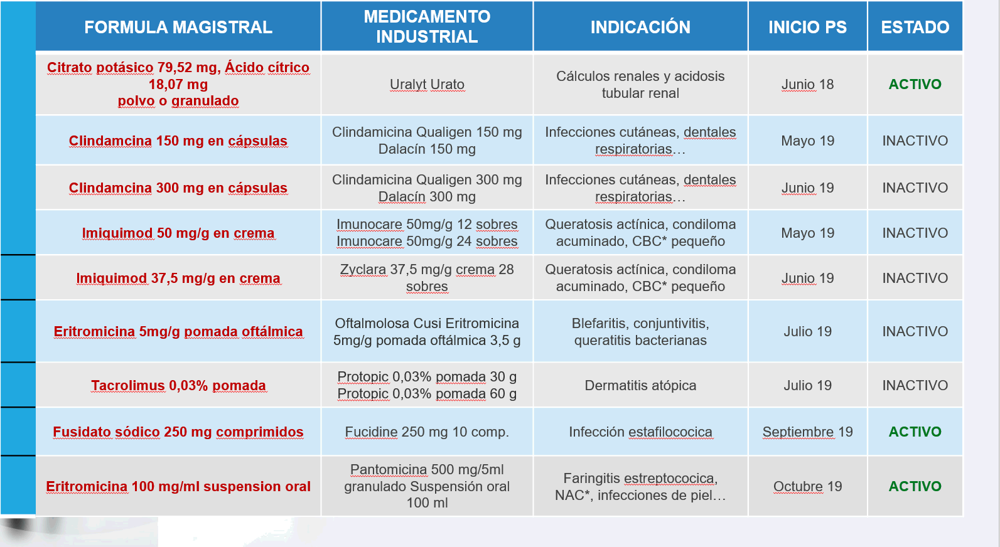 FORMULA MAGISTRAL
MEDICAMENTO
INDUSTRIAL
INDICACIÓN
INICIO PS
ESTADO
Citrato potásico 79,52 mg, Ácido cítrico
18,07 mg
polvo o granulado
Uralyt Urato
Cálculos renales y acidosis
tubular renal
Junio 18
ACTIVO
Clindamcina 150 mg en cápsulas
Clindamicina Qualigen 150 mg
Dalacín 150 mg
Infecciones cutáneas, dentales
respiratorias…
Mayo 19
INACTIVO
Clindamcina 300 mg en cápsulas
Clindamicina Qualigen 300 mg
Dalacín 300 mg
Infecciones cutáneas, dentales
respiratorias…
Junio 19
INACTIVO
Imiquimod 50 mg/g en crema
Imunocare 50mg/g 12 sobres
Imunocare 50mg/g 24 sobres
Queratosis actínica, condiloma
acuminado, CBC* pequeño
Mayo 19
INACTIVO
Imiquimod 37,5 mg/g en crema
Zyclara 37,5 mg/g crema 28
sobres
Queratosis actínica, condiloma
acuminado, CBC* pequeño
Junio 19
INACTIVO
Eritromicina 5mg/g pomada oftálmica
Oftalmolosa Cusi Eritromicina
5mg/g pomada oftálmica 3,5 g
Blefaritis, conjuntivitis,
queratitis bacterianas
Julio 19
INACTIVO
Tacrolimus 0,03% pomada
Protopic 0,03% pomada 30 g
Protopic 0,03% pomada 60 g
Dermatitis atópica
Julio 19
INACTIVO
Fusidato sódico 250 mg comprimidos
Fucidine 250 mg 10 comp.
Infección estafilococica
Septiembre 19
ACTIVO
Eritromicina 100 mg/ml suspension oral
Pantomicina 500 mg/5ml
granulado Suspensión oral
100 ml
Faringitis estreptococica,
NAC*, infecciones de piel…
Octubre 19
ACTIVO